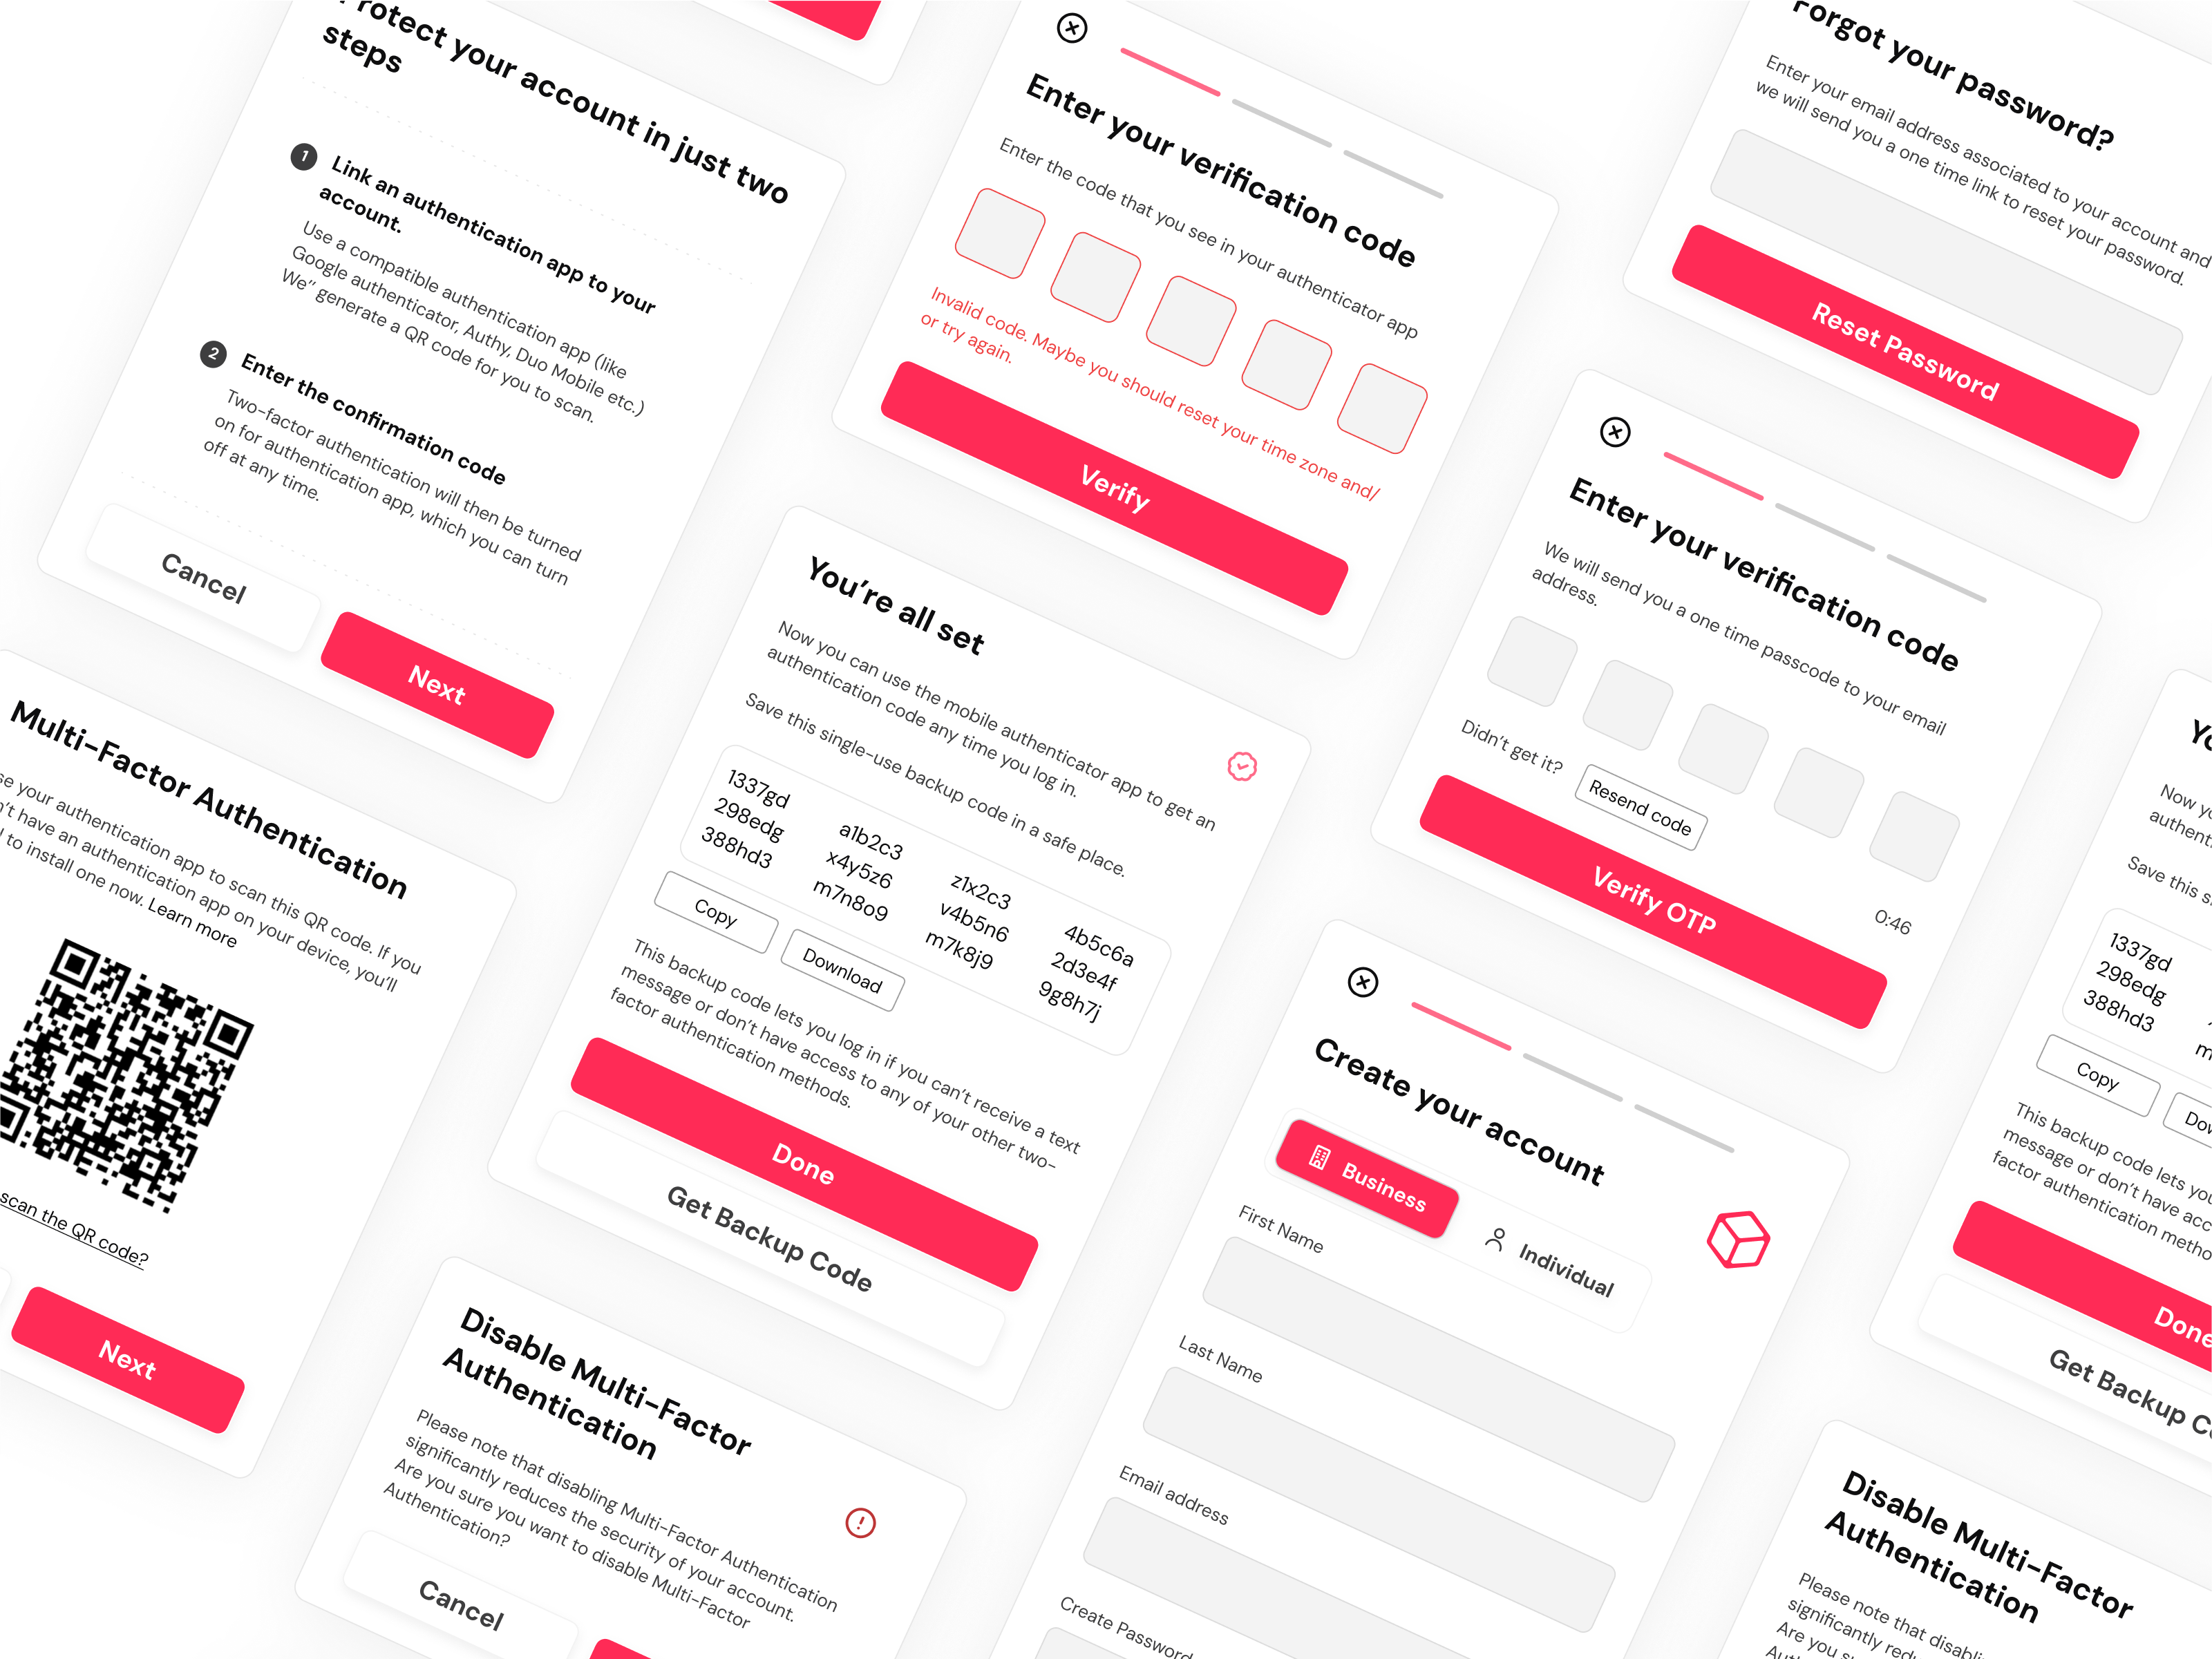 Protect your account in just two
steps
1
Link an authentication app to your
account.
Use a compatible authentication app (like
Google authenticator, Authy, Duo Mobile etc.)
We” generate a QR code for you to scan.
2
Enter the confirmation code
Two-factor authentication will then be turned
on for authentication app, which you can turn
off at any time.
Cancel
Next
Multi-Factor Authentication
your authentication app to scan this QR code. If you
have an authentication app on your device, you’ll
to install one now. Learn more
scan the QR code?
Next
Enter your verification code
Enter the code that you see in your authenticator app
Invalid code. Maybe you should reset your time zone and/
or try again.
Verify
You’re all set
Now you can use the mobile authenticator app to get an
authentication code any time you log in.
Save this single-use backup code in a safe place.
1337gd a1b2c3 z1x2c3 4b5c6a
298edg x4y5z6 v4b5n6 2d3e4f
388hd3 m7n8o9 m7k8j9 9g8h7j
Copy
Download
This backup code lets you log in if you can’t receive a text
message or don’t have access to any of your other two-
factor authentication methods.
Done
Get Backup Code
Disable Multi-Factor
Authentication
Please note that disabling Multi-Factor Authentication
significantly reduces the security of your account.
Are you sure you want to disable Multi-Factor
Authentication?
Cancel
Forgot your password?
Enter your email address associated to your account and
we will send you a one time link to reset your password.
Reset Password
Enter your verification code
We will send you a one time passcode to your email
address.
Didn’t get it?
Resend code
0:46
Verify OTP
Create your account
Business
Individual
First Name
Last Name
Email address
Create Password
Now
Save this
1337gd
298edg
388hd3
Copy
This backup code lets you
message or don’t have
factor authentication
Done
Get Backup
Disable Multi-Factor
Authentication
Please note that
significantly
Are you